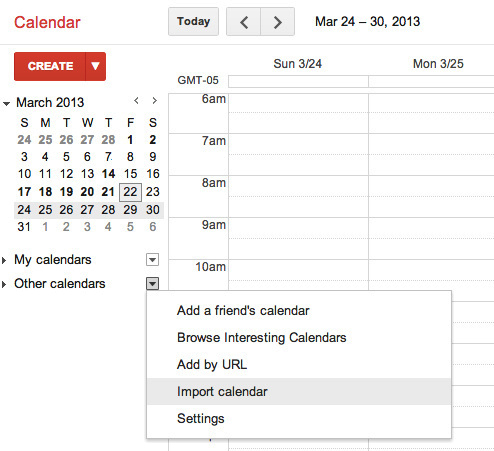 Calendar
Today
Mar 24 – 30, 2013
CREATE
March 2013
S M T W T F S
24 25 26 27 28 1 2
3 4 5 6 7 8 9
10 11 12 13 14 15 16
17 18 19 20 21 22 23
24 25 26 27 28 29 30
31 1 2 3 4 5 6
My calendars
Other calendars
Sun 3/24 Mon 3/25
GMT-05
6am
7am
8am
9am
10am
Add a friend's calendar
Browse Interesting Calendars
Add by URL
Import calendar
Settings